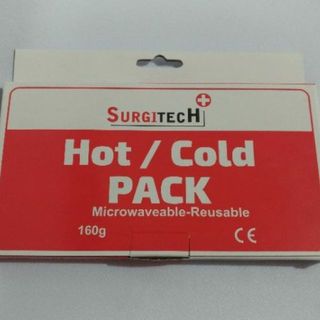 SURGITECH
Hot / Cold
PACK
Microwaveable-Reusable
160g CE